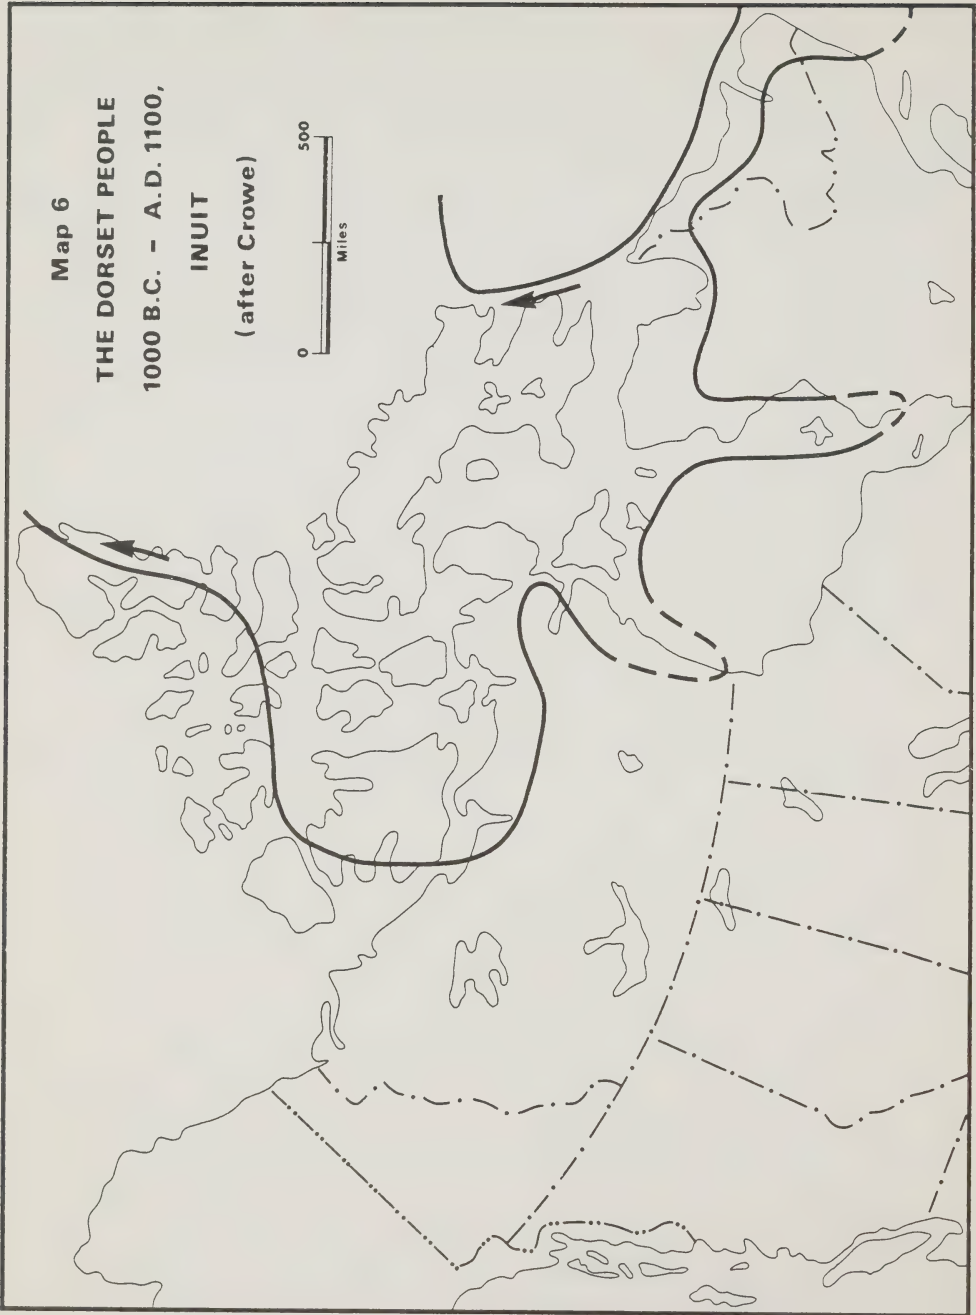 Map 6
THE DORSET PEOPLE
1000 B.C. – A.D. 1100,
INUIT
(after Crowe)
0 500
Miles